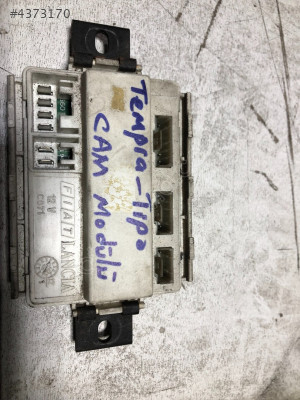 #4373170
Tempra-Tipo
CAM Modülü
FIAT/LANCIA
12 V